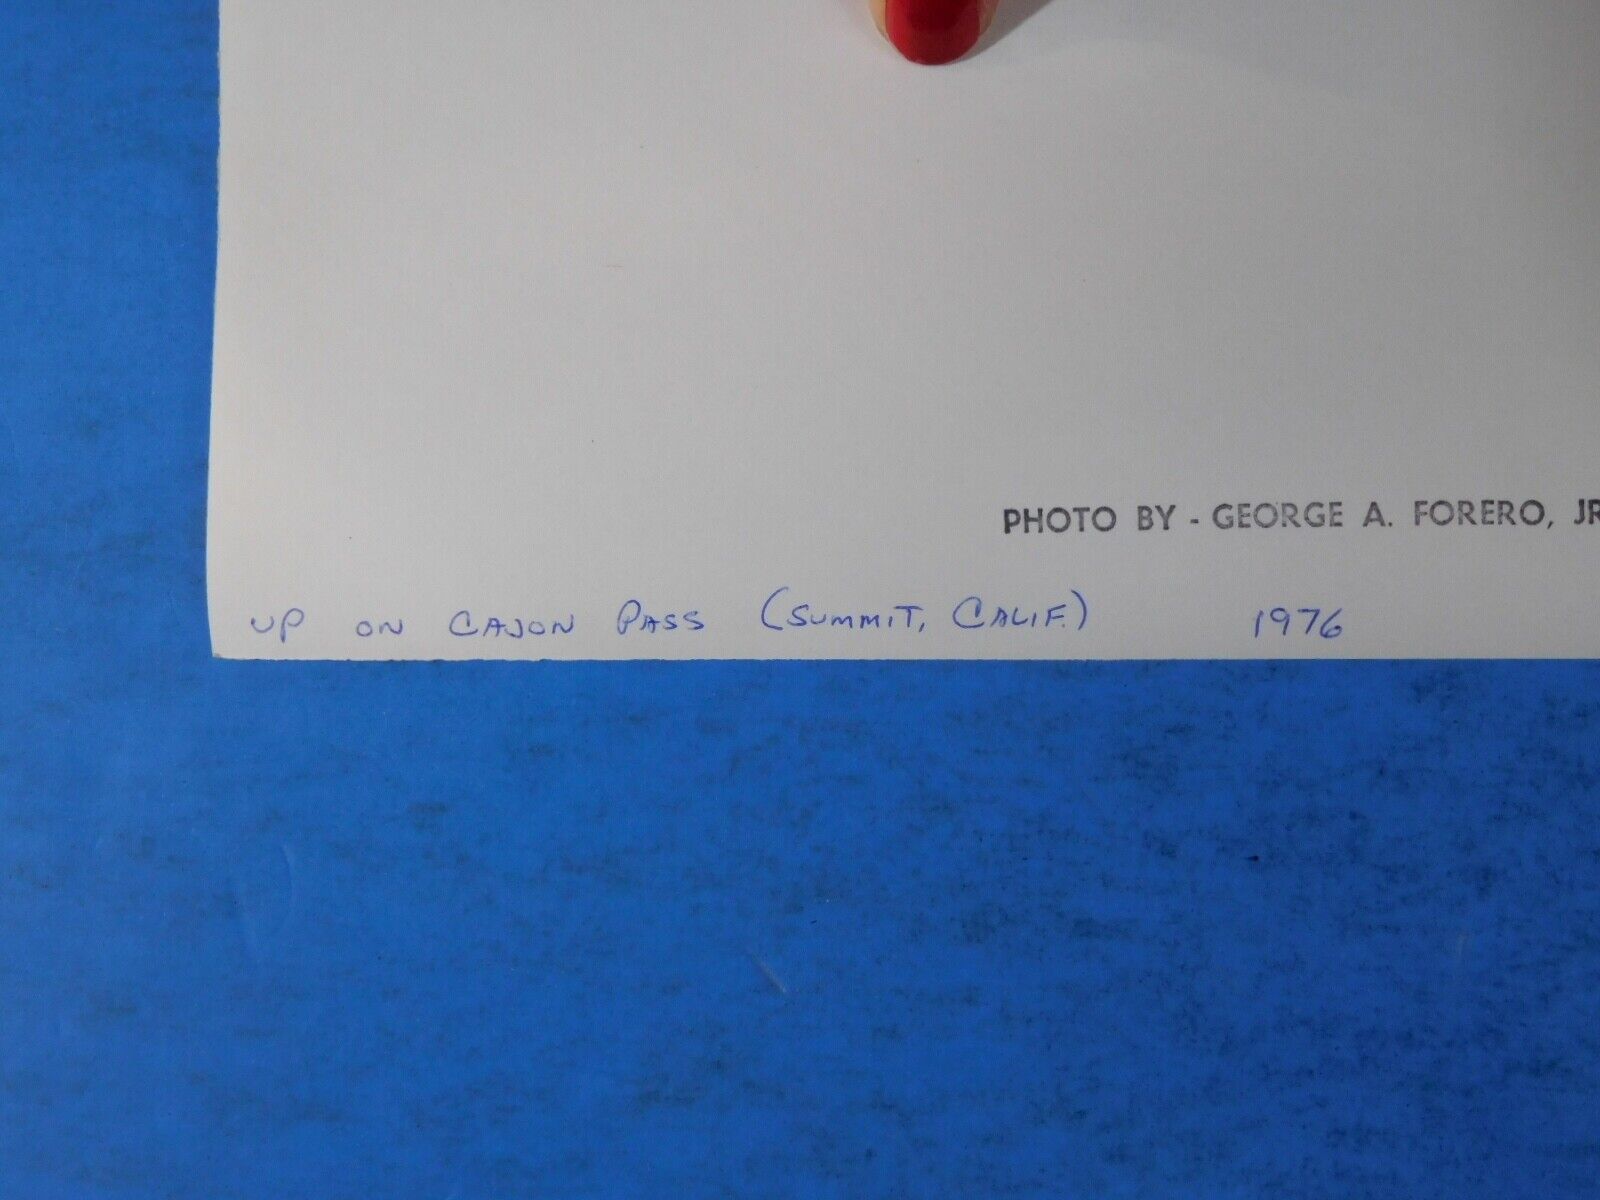 PHOTO BY - GEORGE A. FORERO, JR
UP ON CAJON PASS (SUMMIT, CALIF.) 1976